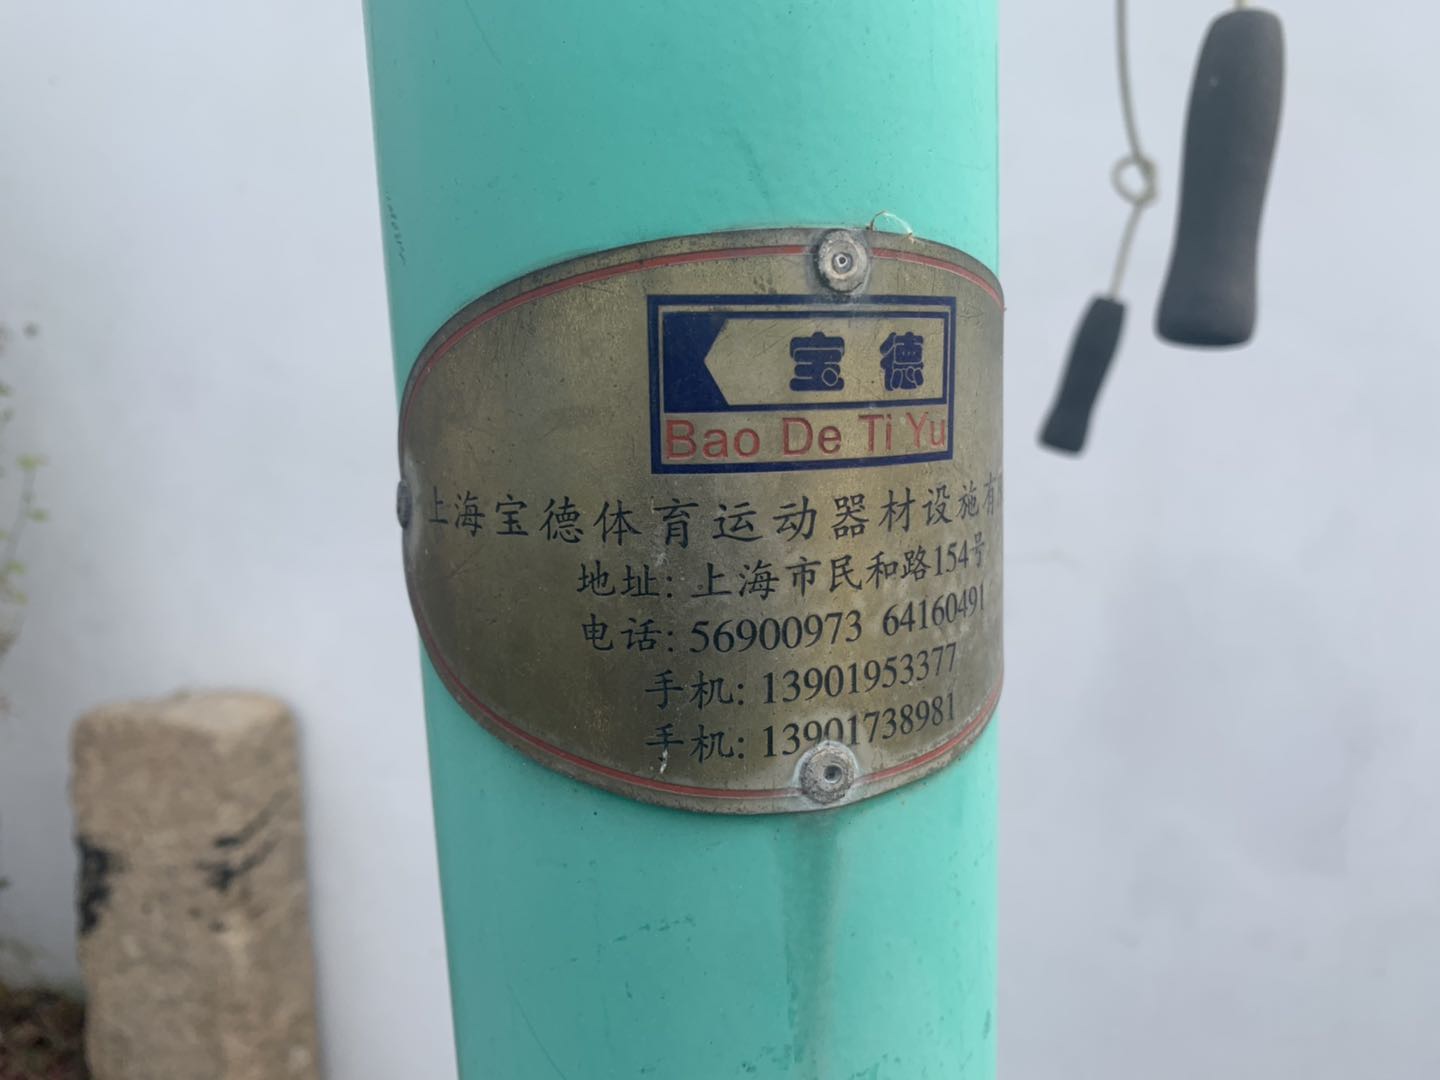 宝德
Bao De Ti Yu
上海宝德体育运动器材设施有
地址：上海市民和路154号
电话：56900973 64160491
手机：13901953377
手机：13901738981